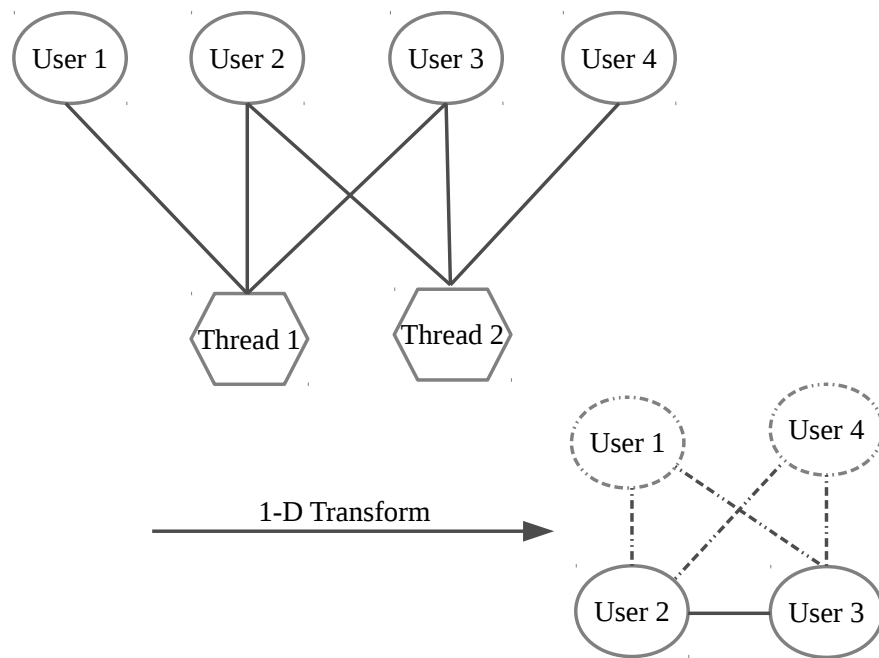 User 1
User 2
User 3
User 4
Thread 1
Thread 2
1-D Transform
User 1
User 4
User 2
User 3